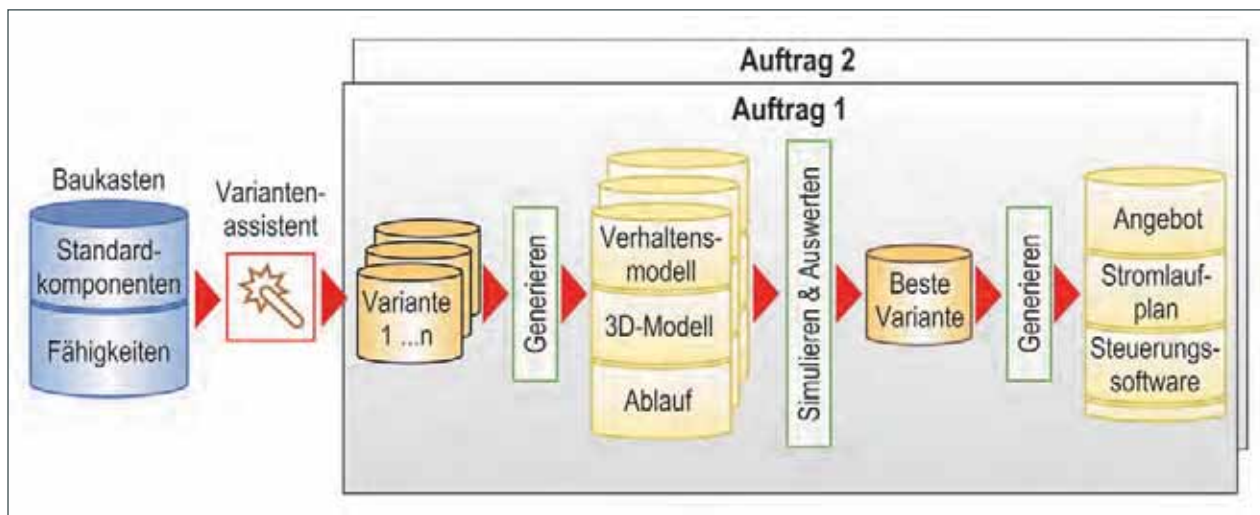 Auftrag 2
Auftrag 1
Baukasten
Standard-
komponenten
Fähigkeiten
Varianten-
assistent
Variante
1 ...n
Generieren
Verhaltens-
modell
3D-Modell
Ablauf
Simulieren & Auswerten
Beste
Variante
Generieren
Angebot
Stromlauf-
plan
Steuerungs-
software